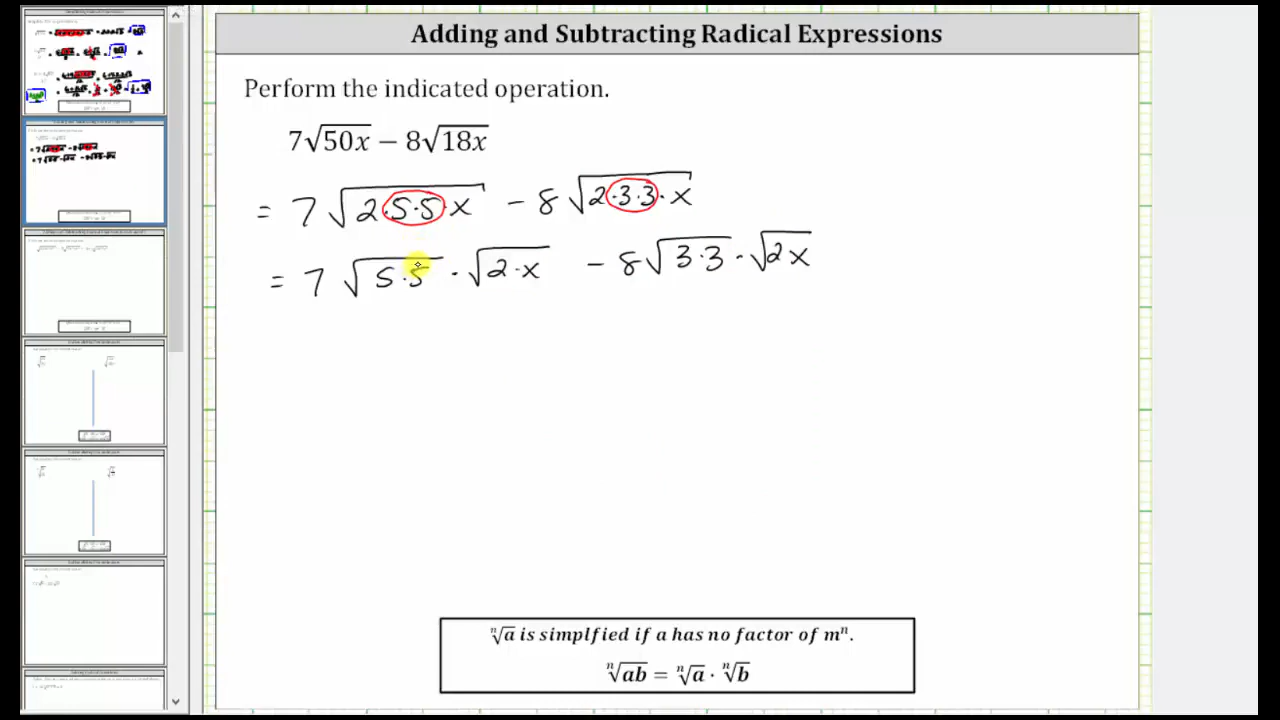 Adding and Subtracting Radical Expressions
Perform the indicated operation.
7√50x − 8√18x
= 7 √2·5·5·x − 8 √2·3·3·x
= 7 √5·5 · √2·x − 8√3·3 · √2x
ⁿ√a is simplfied if a has no factor of mⁿ.
ⁿ√ab = ⁿ√a · ⁿ√b